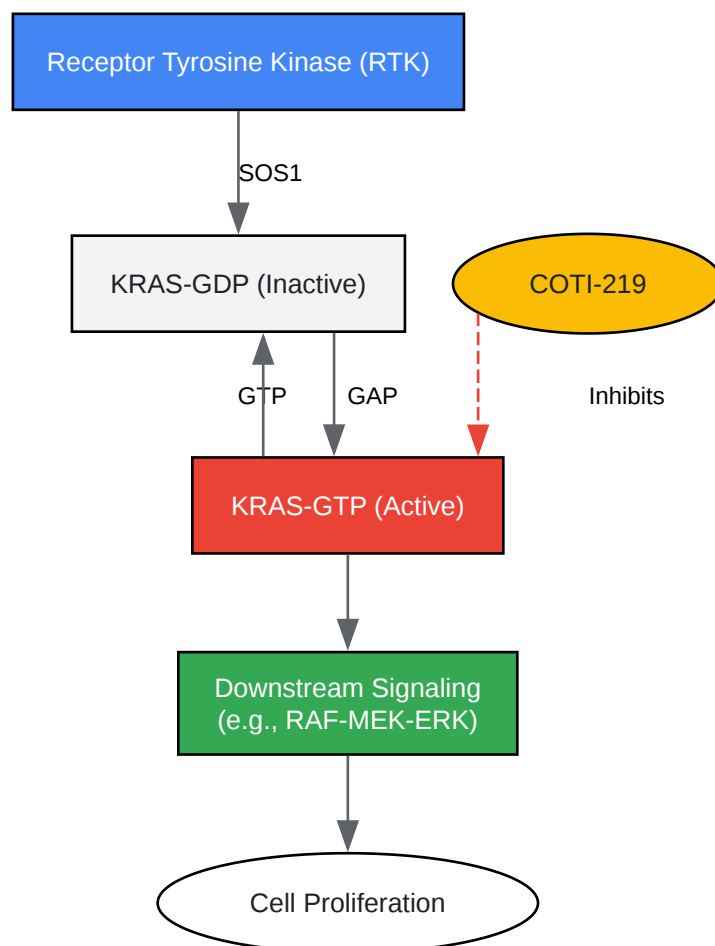 Receptor Tyrosine Kinase (RTK)
SOS1
KRAS-GDP (Inactive)
COTI-219
GTP
GAP
Inhibits
KRAS-GTP (Active)
Downstream Signaling
(e.g., RAF-MEK-ERK)
Cell Proliferation